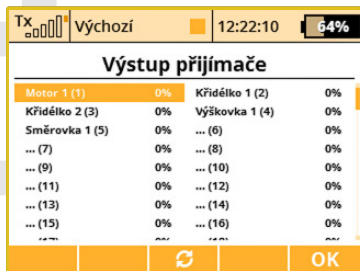 Tx Výchozí 12:22:10 64%
Výstup přijímače
Motor 1 (1) 0% Křidélko 1 (2) 0%
Křidélko 2 (3) 0% Výškovka 1 (4) 0%
Směrovka 1 (5) 0% ... (6) 0%
... (7) 0% ... (8) 0%
... (9) 0% ... (10) 0%
... (11) 0% ... (12) 0%
... (13) 0% ... (14) 0%
... (15) 0% ... (16) 0%
OK